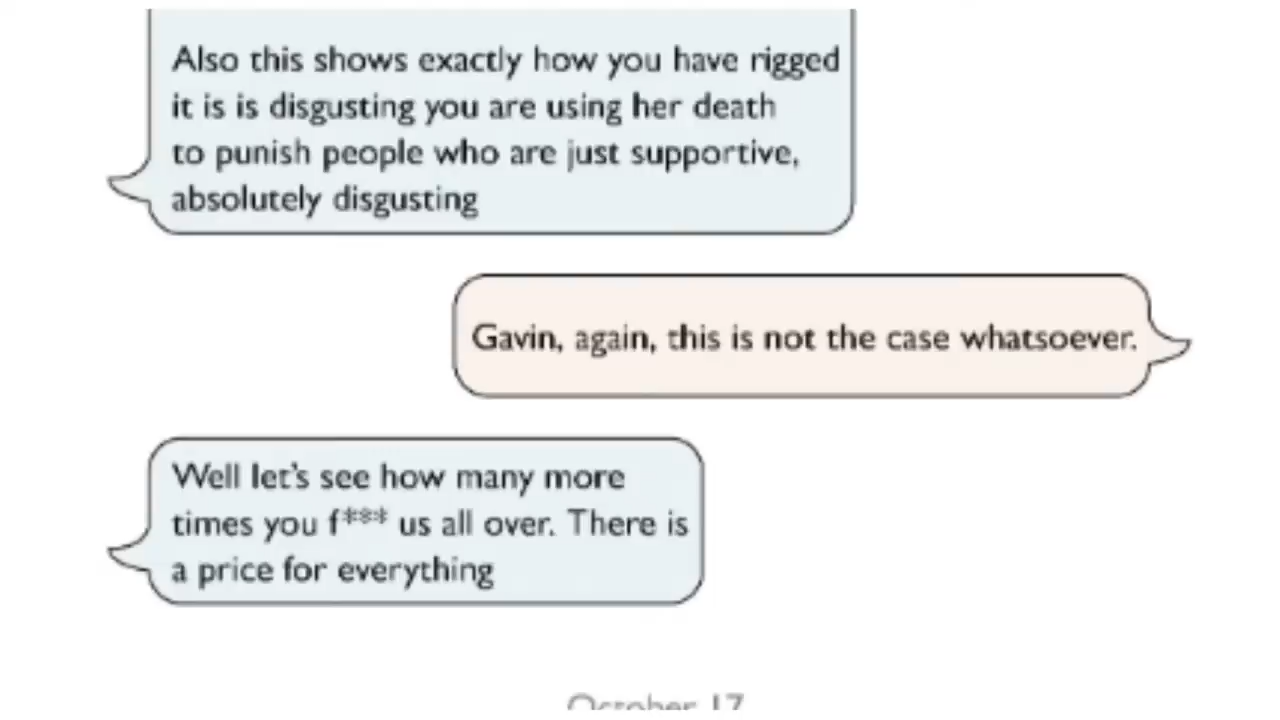 Also this shows exactly how you have rigged
it is is disgusting you are using her death
to punish people who are just supportive,
absolutely disgusting
Gavin, again, this is not the case whatsoever.
Well let's see how many more
times you f*** us all over. There is
a price for everything
October 17